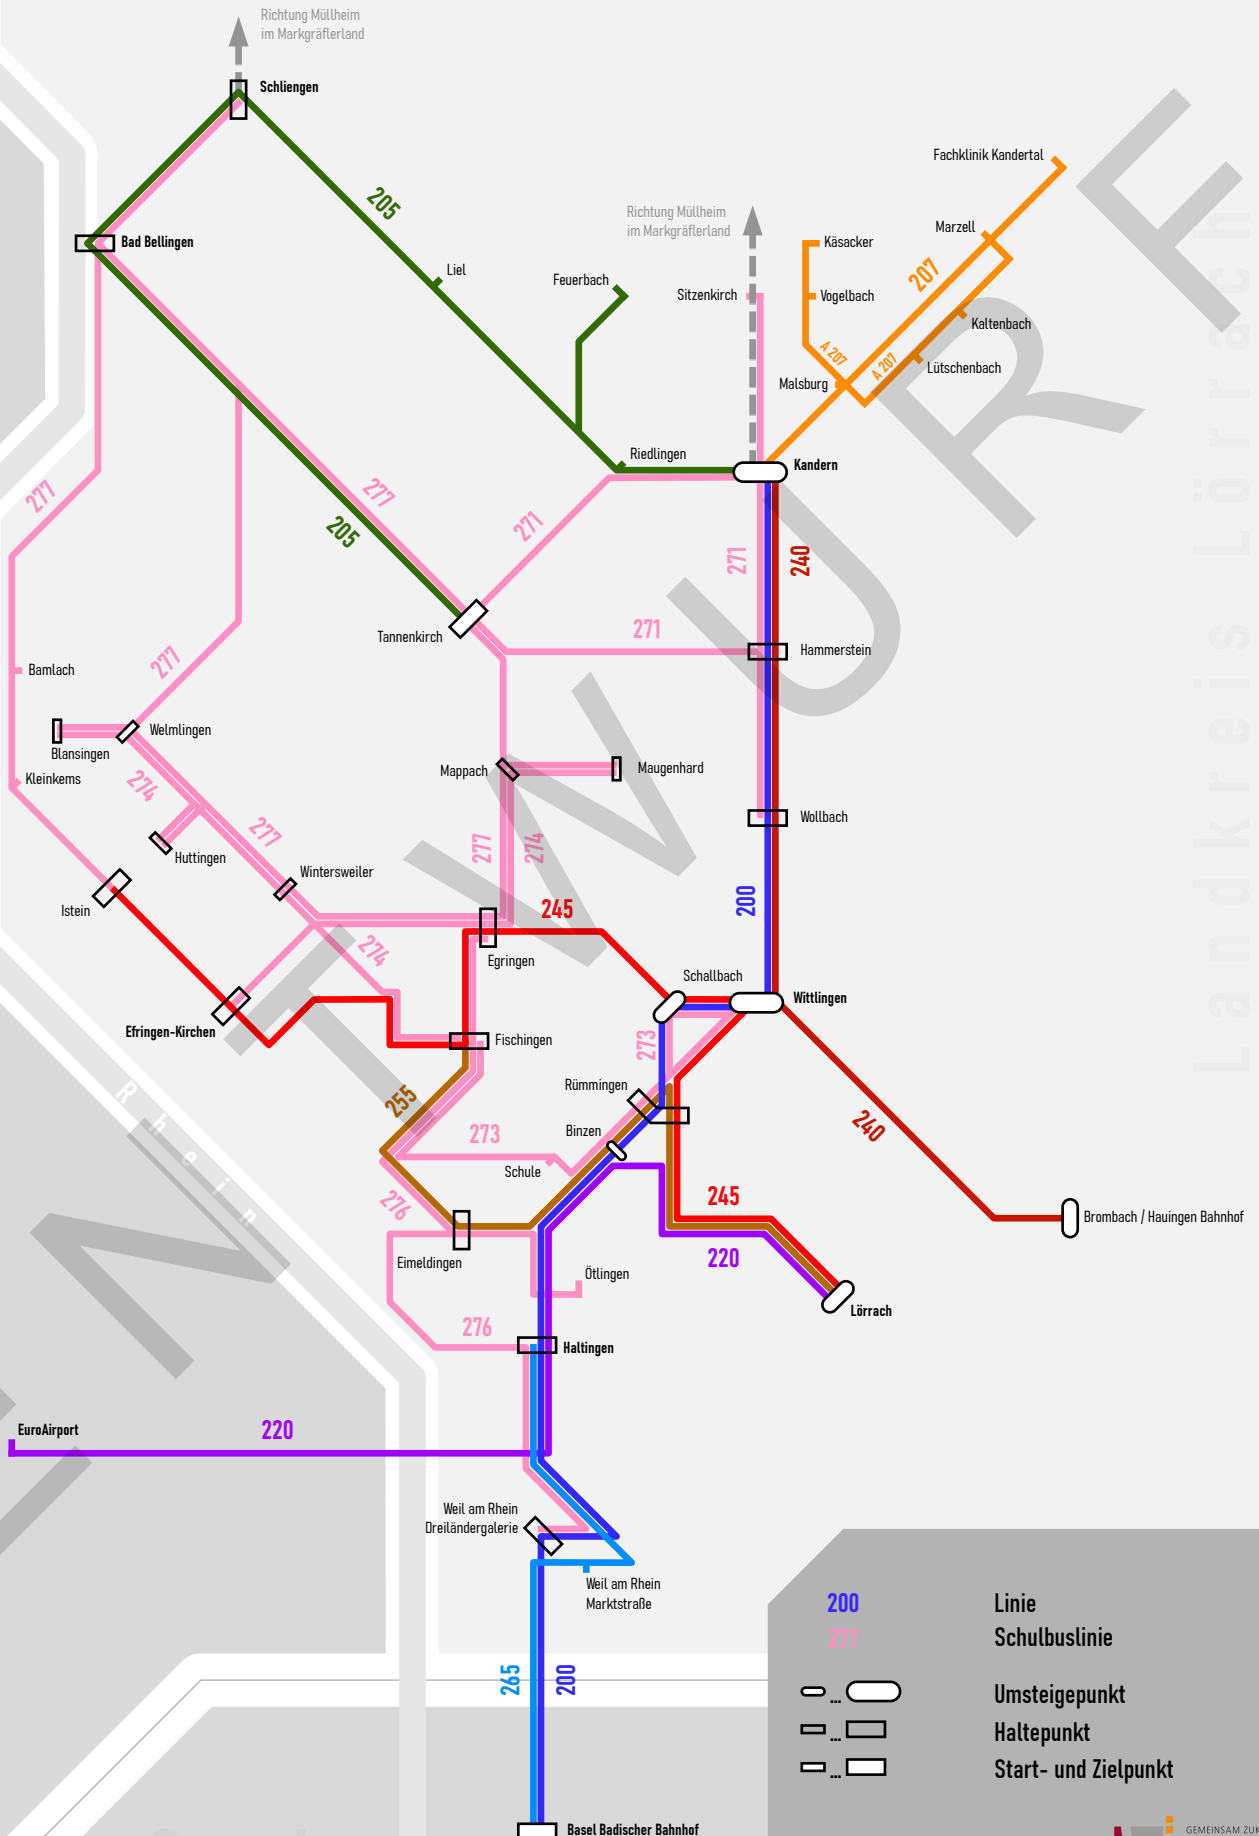 Richtung Müllheim
im Markgräflerland
Schliengen
Fachklinik Kandertal
205
Richtung Müllheim
im Markgräflerland
Marzell
Käsacker
Bad Bellingen
Liel
207
Feuerbach
Sitzenkirch
Vogelbach
Kaltenbach
A 207
A 207
Lütschenbach
Malsburg
Riedlingen
Kandern
277
277
205
271
271
240
Tannenkirch
271
Hammerstein
Bamlach
277
Welmlingen
Blansingen
Mappach
Maugenhard
Kleinkems
274
277
Wollbach
Huttingen
277
274
Wintersweiler
200
Istein
245
274
Egringen
Schallbach
Wittlingen
Efringen-Kirchen
Fischingen
273
Rümmingen
255
Rhein
Binzen
273
240
Schule
276
245
Brombach / Hauingen Bahnhof
220
Eimeldingen
Ötlingen
Lörrach
276
Haltingen
EuroAirport
220
Weil am Rhein
Dreiländergalerie
Weil am Rhein
Marktstraße
265
200
Basel Badischer Bahnhof
200 Linie
277 Schulbuslinie
... Umsteigepunkt
... Haltepunkt
... Start- und Zielpunkt
Landkreis Lörrach
NTWURF